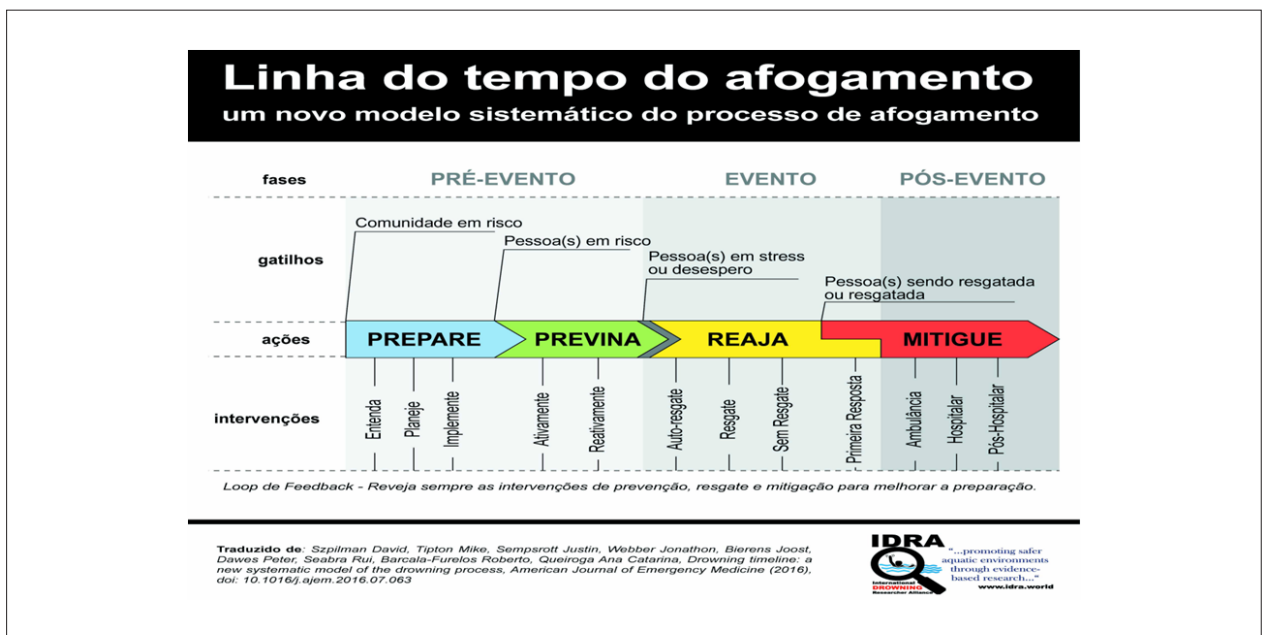 Linha do tempo do afogamento
um novo modelo sistemático do processo de afogamento
fases
PRÉ-EVENTO
EVENTO
PÓS-EVENTO
gatilhos
Comunidade em risco
Pessoa(s) em risco
Pessoa(s) em stress
ou desespero
Pessoa(s) sendo resgatada
ou resgatada
ações
PREPARE
PREVINA
REAJA
MITIGUE
intervenções
Entenda
Planeje
Implemente
Ativamente
Reativamente
Auto-resgate
Resgate
Sem Resgate
Primeira Resposta
Ambulância
Hospitalar
Pós-Hospitalar
Loop de Feedback - Reveja sempre as intervenções de prevenção, resgate e mitigação para melhorar a preparação.
Traduzido de: Szpilman David, Tipton Mike, Sempsrott Justin, Webber Jonathon, Bierens Joost,
Dawes Peter, Seabra Rui, Barcala-Furelos Roberto, Queiroga Ana Catarina, Drowning timeline: a
new systematic model of the drowning process, American Journal of Emergency Medicine (2016),
doi: 10.1016/j.ajem.2016.07.063
IDRA
International
DROWNING
Researcher Alliance
"...promoting safer
aquatic environments
through evidence-
based research..."
www.idra.world